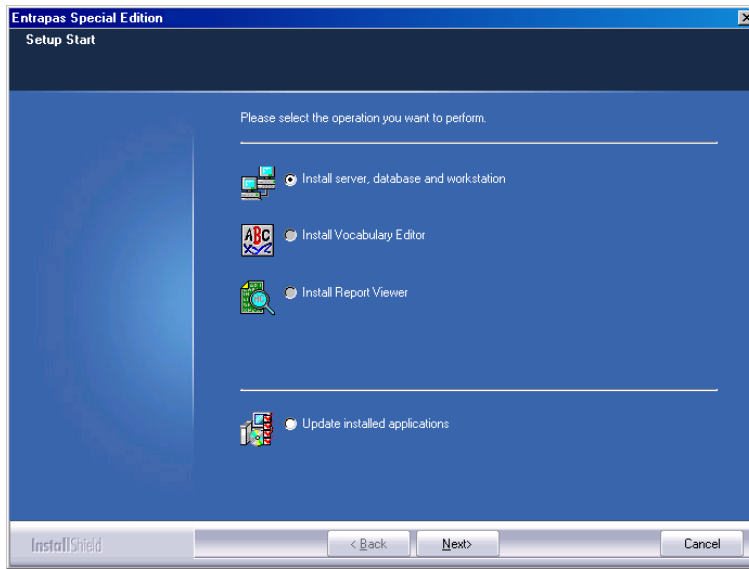 Entrapas Special Edition
Setup Start
Please select the operation you want to perform.
Install server, database and workstation
ABC
Install Vocabulary Editor
Install Report Viewer
Update installed applications
InstallShield
< Back
Next>
Cancel